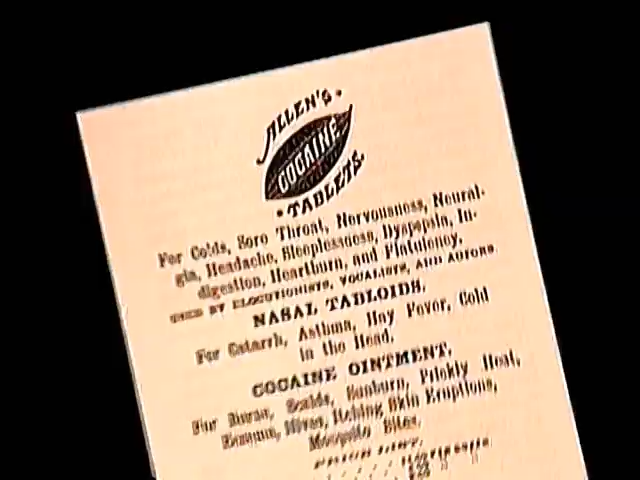 ALLEN'S
COCAINE
TABLETS.
For Colds, Sore Throat, Nervousness, Neural-
gia, Headache, Sleeplessness, Dyspepsia, In-
digestion, Heartburn, and Flatulency.
USED BY ELOCUTIONISTS, VOCALISTS, AND ACTORS.
NASAL TABLOIDS.
For Catarrh, Asthma, Hay Fever, Cold
in the Head.
COCAINE OINTMENT.
For Burns, Scalds, Sunburn, Prickly Heat,
Eczema, Hives, Itching Skin Eruptions,
Mosquito Bites.